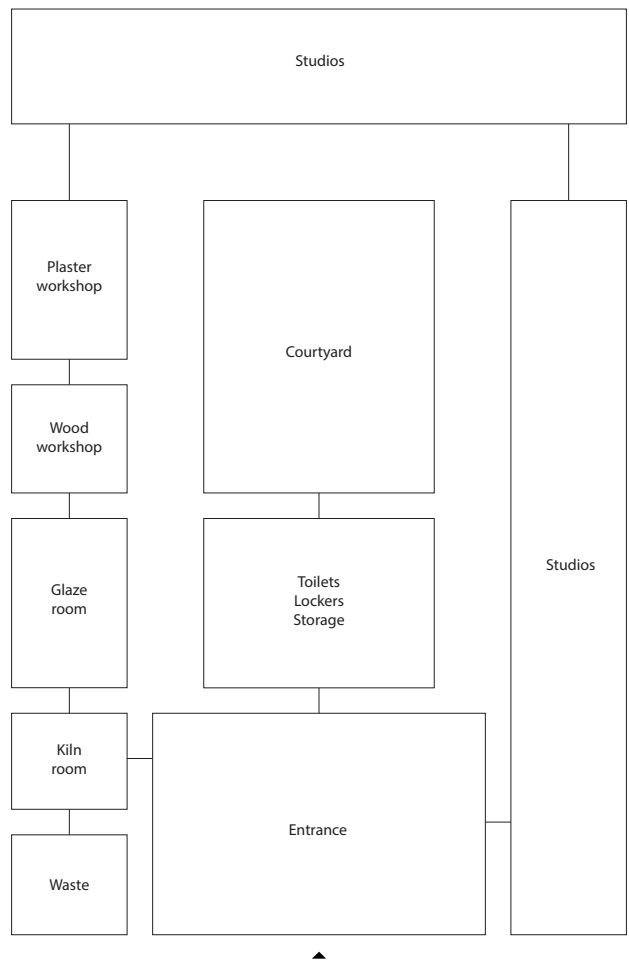 Studios
Plaster
workshop
Courtyard
Wood
workshop
Studios
Glaze
room
Toilets
Lockers
Storage
Kiln
room
Entrance
Waste